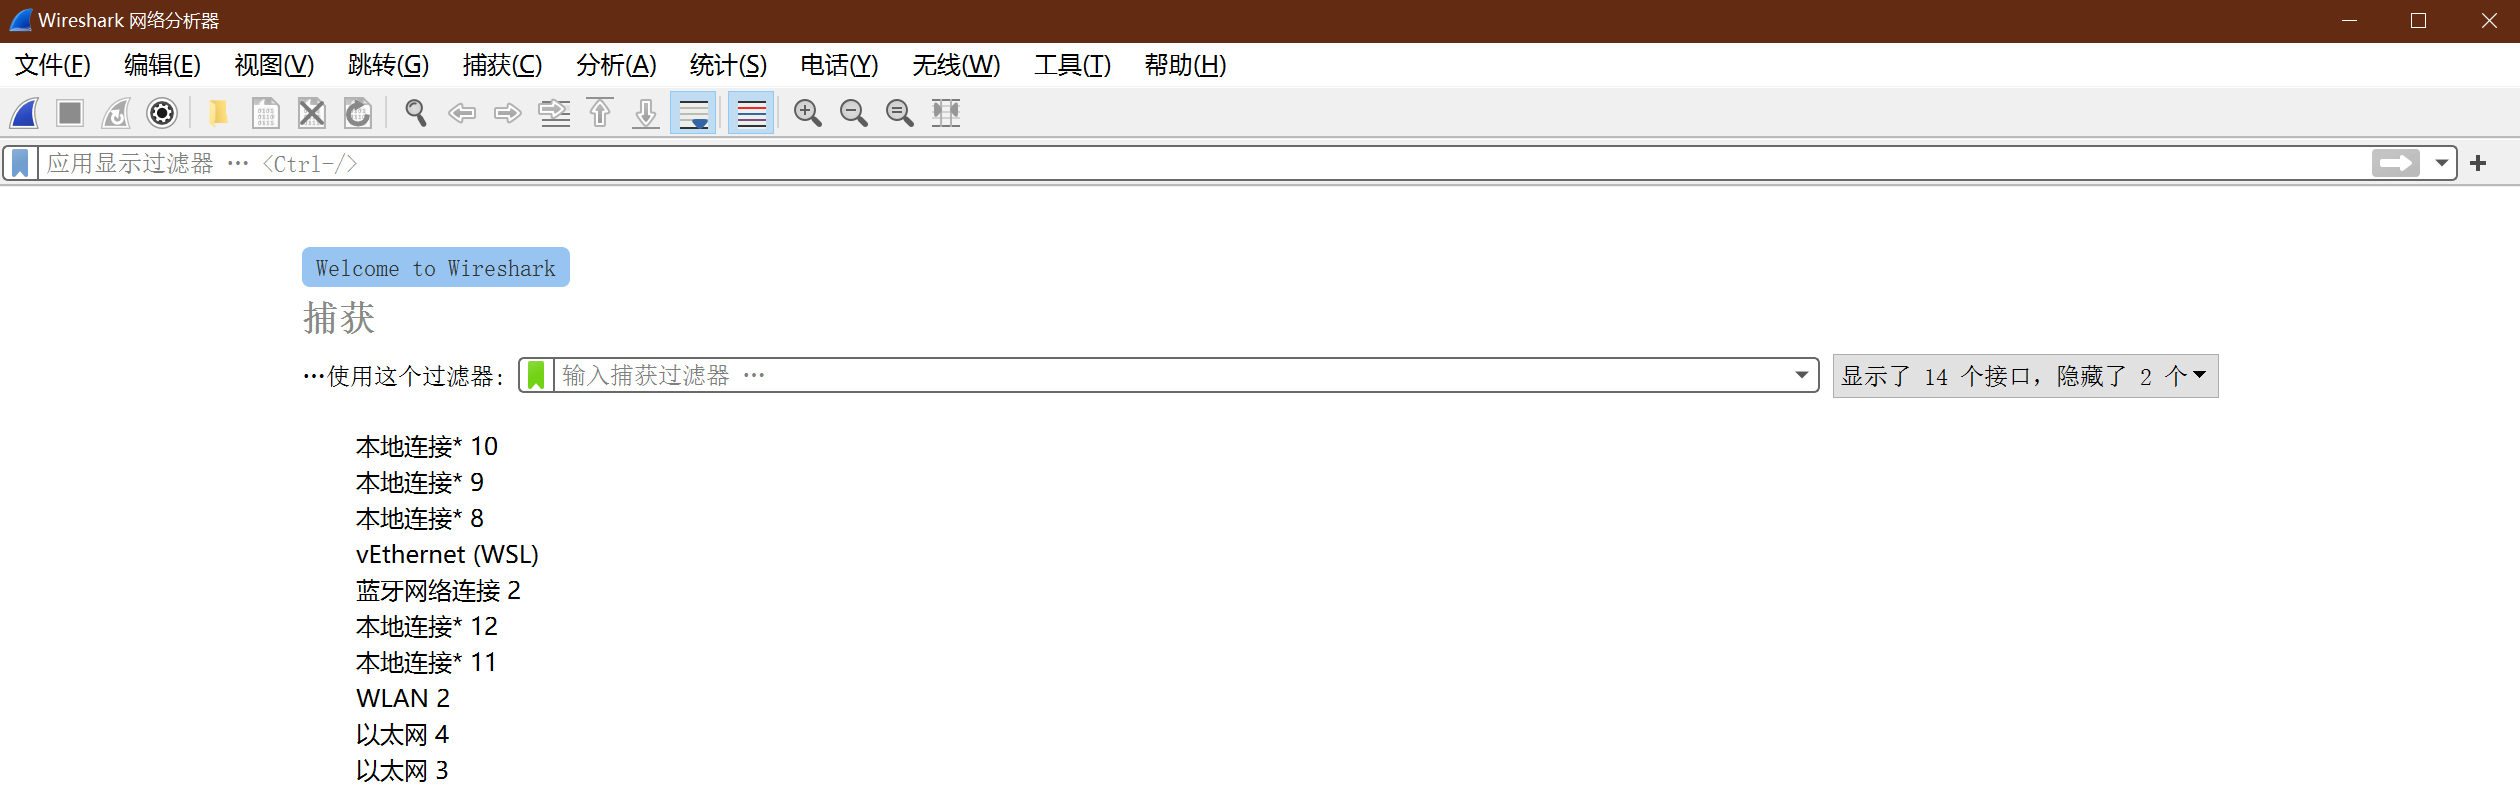 Wireshark 网络分析器
文件(F) 编辑(E) 视图(V) 跳转(G) 捕获(C) 分析(A) 统计(S) 电话(Y) 无线(W) 工具(T) 帮助(H)
应用显示过滤器 … <Ctrl-/>
Welcome to Wireshark
捕获
…使用这个过滤器: 输入捕获过滤器 … 显示了 14 个接口, 隐藏了 2 个
本地连接* 10
本地连接* 9
本地连接* 8
vEthernet (WSL)
蓝牙网络连接 2
本地连接* 12
本地连接* 11
WLAN 2
以太网 4
以太网 3